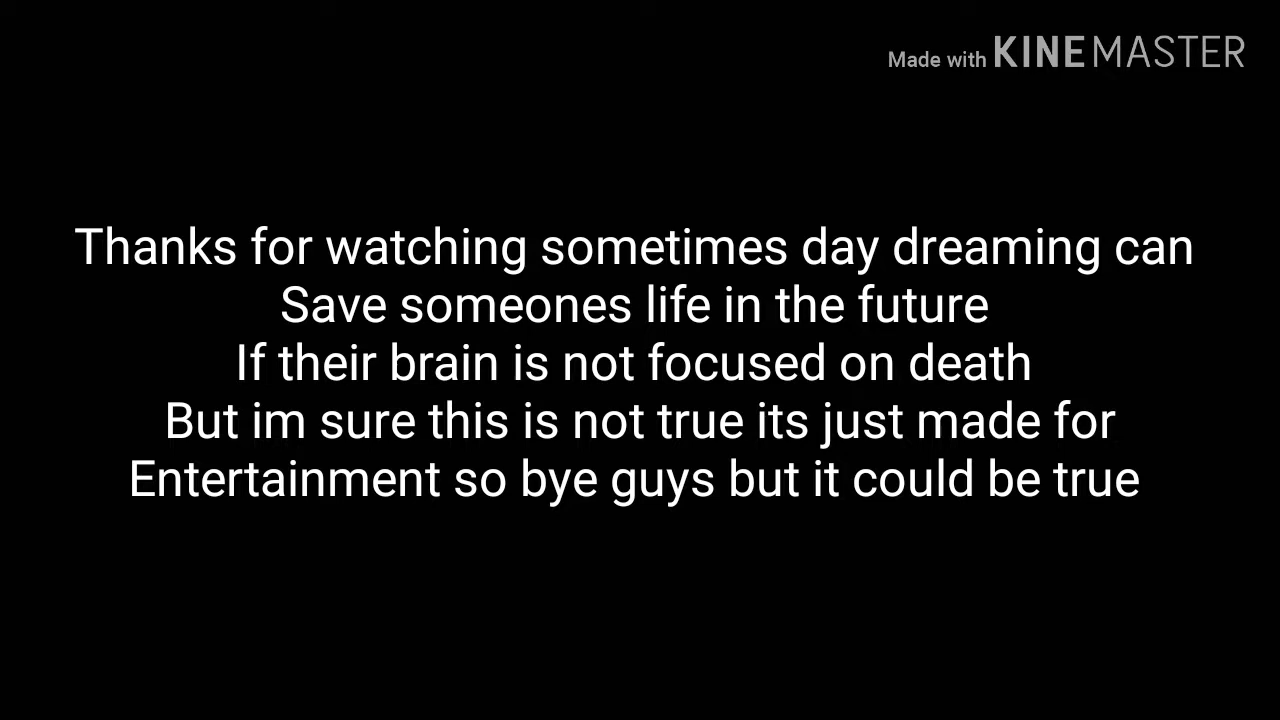 Made with KINEMASTER
Thanks for watching sometimes day dreaming can
Save someones life in the future
If their brain is not focused on death
But im sure this is not true its just made for
Entertainment so bye guys but it could be true